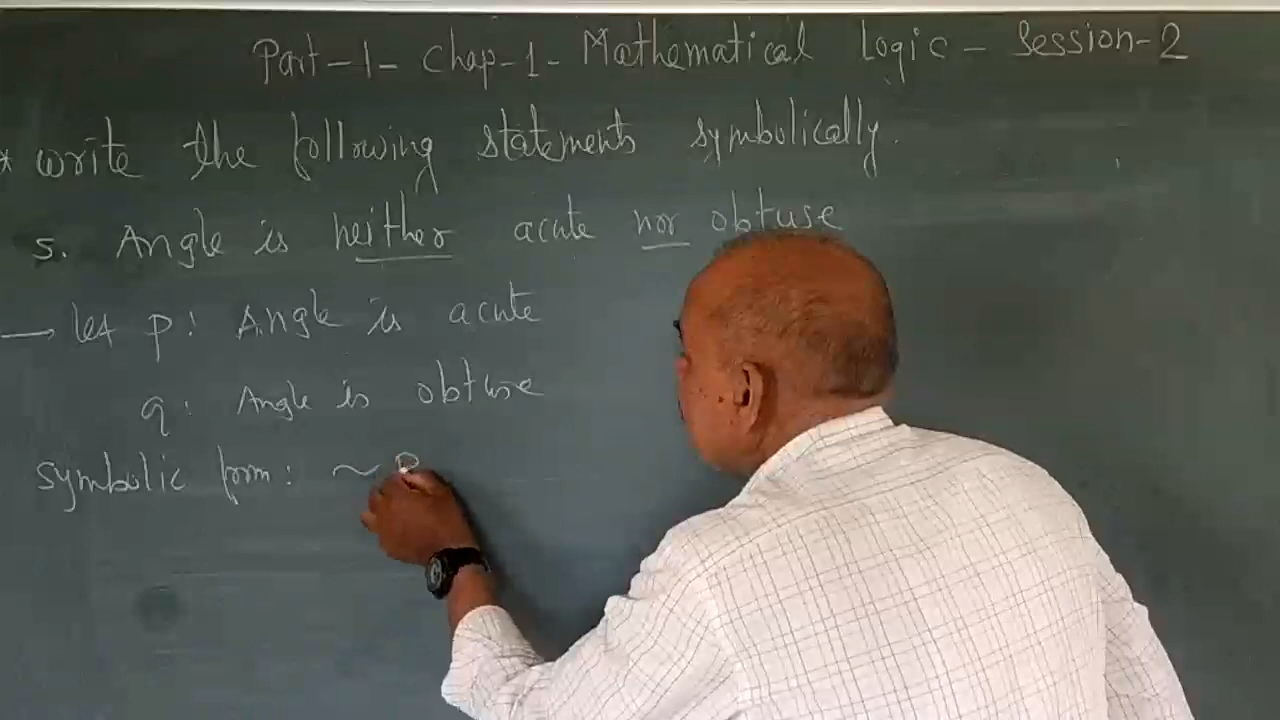 Part-1- Chap-1- Mathematical Logic - Session-2
* write the following statements symbolically.
5. Angle is neither acute nor obtuse
→ let p: Angle is acute
q: Angle is obtuse
symbolic form: ~ p